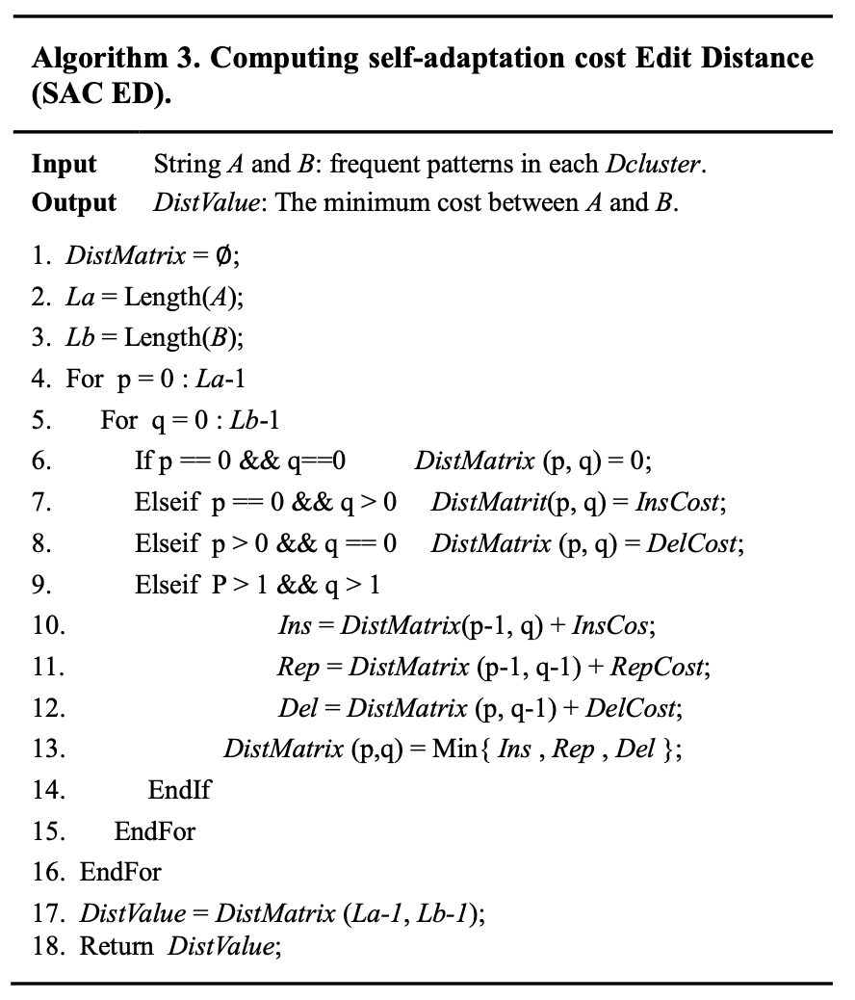 Algorithm 3. Computing self-adaptation cost Edit Distance
(SAC ED).
Input String A and B: frequent patterns in each Dcluster.
Output DistValue: The minimum cost between A and B.
1. DistMatrix = ∅;
2. La = Length(A);
3. Lb = Length(B);
4. For p = 0 : La-1
5. For q = 0 : Lb-1
6. If p == 0 && q==0 DistMatrix (p, q) = 0;
7. Elseif p == 0 && q > 0 DistMatrit(p, q) = InsCost;
8. Elseif p > 0 && q == 0 DistMatrix (p, q) = DelCost;
9. Elseif P > 1 && q > 1
10. Ins = DistMatrix(p-1, q) + InsCos;
11. Rep = DistMatrix (p-1, q-1) + RepCost;
12. Del = DistMatrix (p, q-1) + DelCost;
13. DistMatrix (p,q) = Min{ Ins , Rep , Del };
14. EndIf
15. EndFor
16. EndFor
17. DistValue = DistMatrix (La-1, Lb-1);
18. Return DistValue;